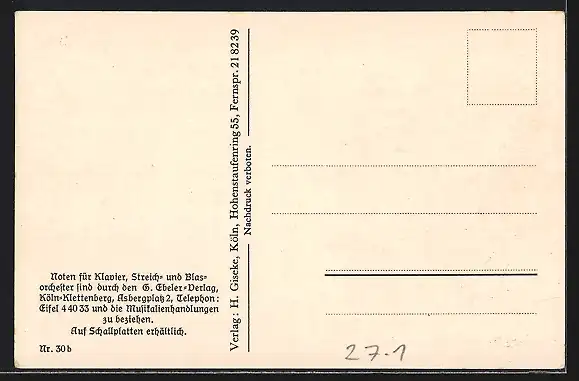 Noten für Klavier, Streich- und Blas-
orchester sind durch den G. Ebeler-Verlag,
Köln-Klettenberg, Asbergplatz 2, Telephon:
Eifel 4 40 33 und die Musikalienhandlungen
zu beziehen.
Auf Schallplatten erhältlich.
Nr. 30 b
Verlag: H. Giseke, Köln, Hohenstaufenring 55, Fernspr. 21 82 39
Nachdruck verboten.
27.1